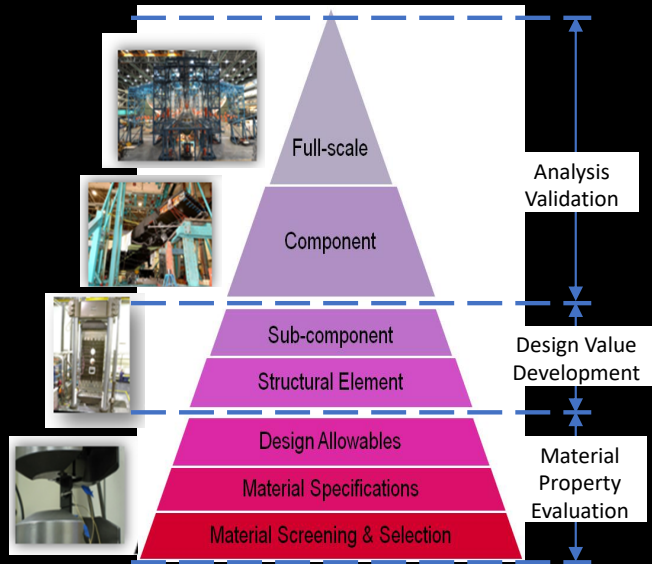 Full-scale
Component
Sub-component
Structural Element
Design Allowables
Material Specifications
Material Screening & Selection
Analysis
Validation
Design Value
Development
Material
Property
Evaluation